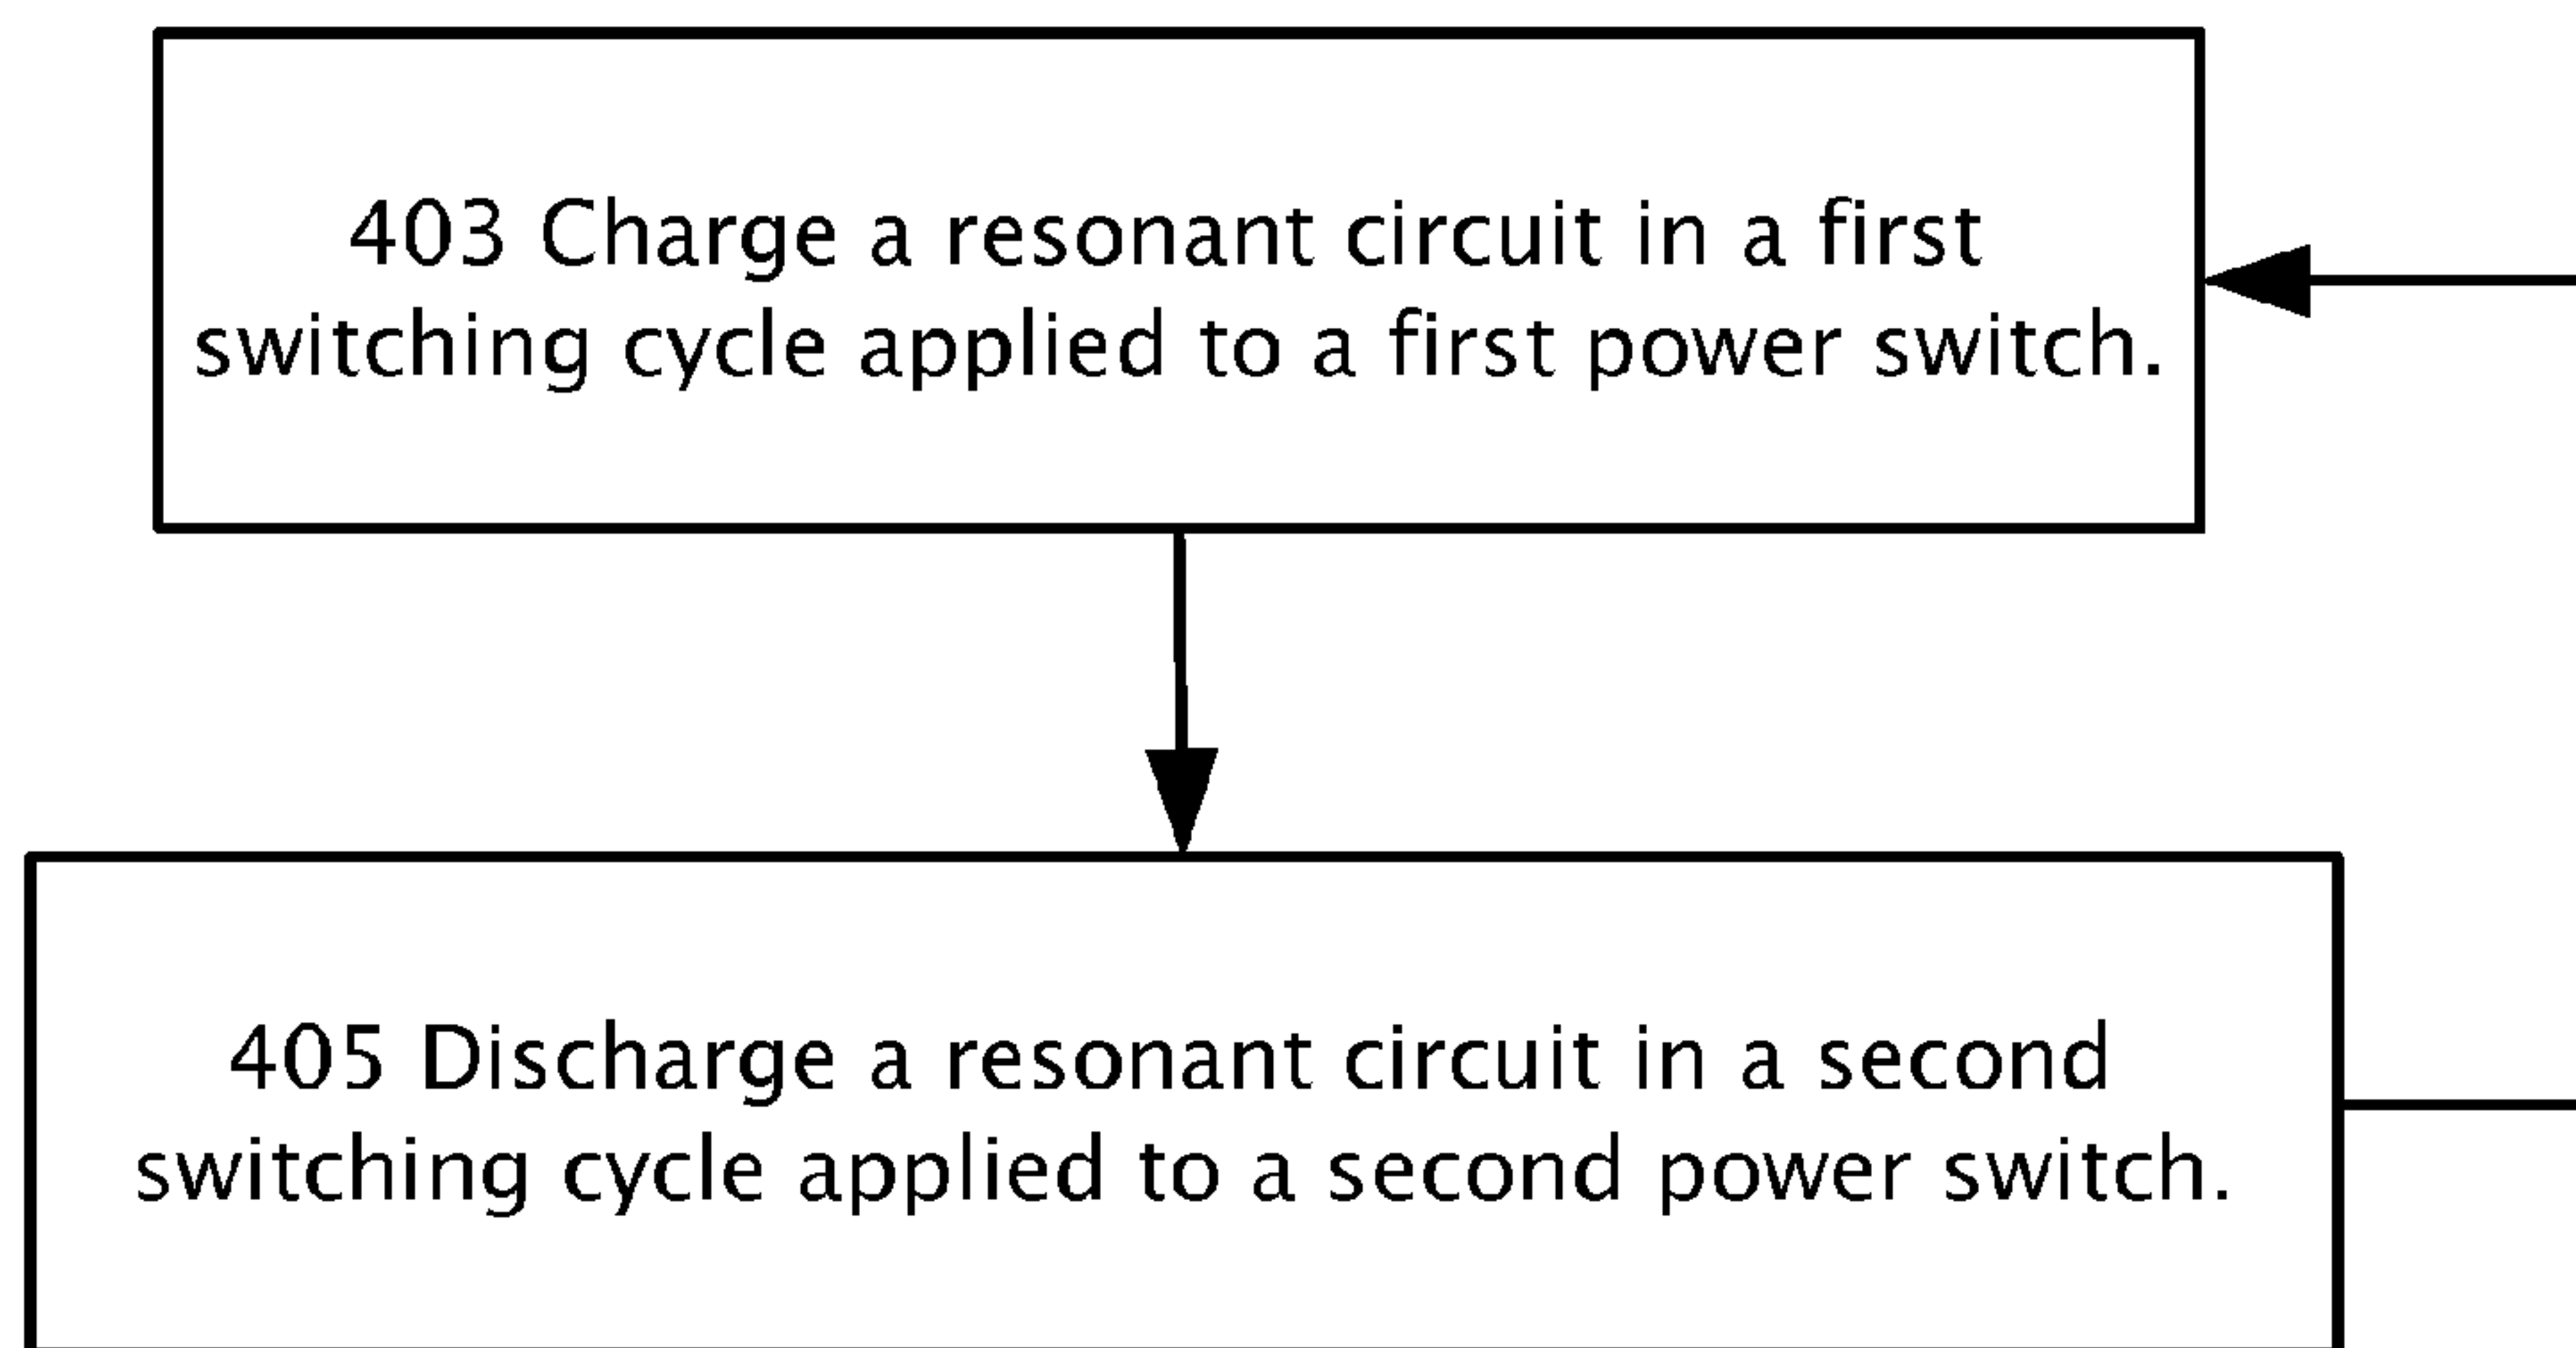 403 Charge a resonant circuit in a first
switching cycle applied to a first power switch.
405 Discharge a resonant circuit in a second
switching cycle applied to a second power switch.